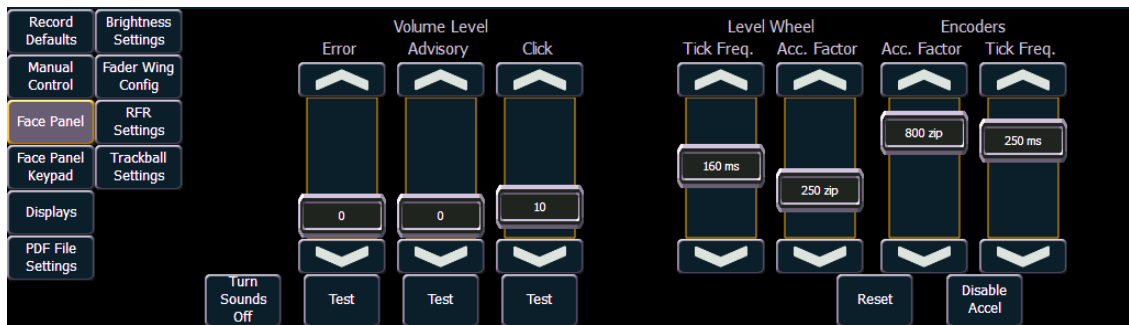 Record
Defaults
Brightness
Settings
Manual
Control
Fader Wing
Config
Face Panel
RFR
Settings
Face Panel
Keypad
Trackball
Settings
Displays
PDF File
Settings
Volume Level
Error
Advisory
Click
0
0
10
Turn
Sounds
Off
Test
Test
Test
Level Wheel
Tick Freq.
Acc. Factor
160 ms
250 zip
Encoders
Acc. Factor
Tick Freq.
800 zip
250 ms
Reset
Disable
Accel